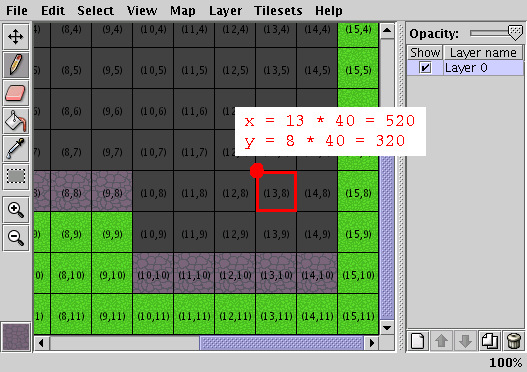 File Edit Select View Map Layer Tilesets Help
4) (8,4) (9,4) (10,4) (11,4) (12,4) (13,4) (14,4) (15,4)
5) (8,5) (9,5) (10,5) (11,5) (12,5) (13,5) (14,5) (15,5)
6) (8,6) (9,6) (10,6) (11,6)
x = 13 * 40 = 520
y = 8 * 40 = 320
7) (8,7) (9,7) (10,7) (11,7) (12,7) (13,7) (14,7) (15,7)
8) (8,8) (9,8) (10,8) (11,8) (12,8) (13,8) (14,8) (15,8)
9) (8,9) (9,9) (10,9) (11,9) (12,9) (13,9) (14,9) (15,9)
10) (8,10) (9,10) (10,10) (11,10) (12,10) (13,10) (14,10) (15,10)
11) (8,11) (9,11) (10,11) (11,11) (12,11) (13,11) (14,11) (15,11)
Opacity:
Show Layer name
Layer 0
100%